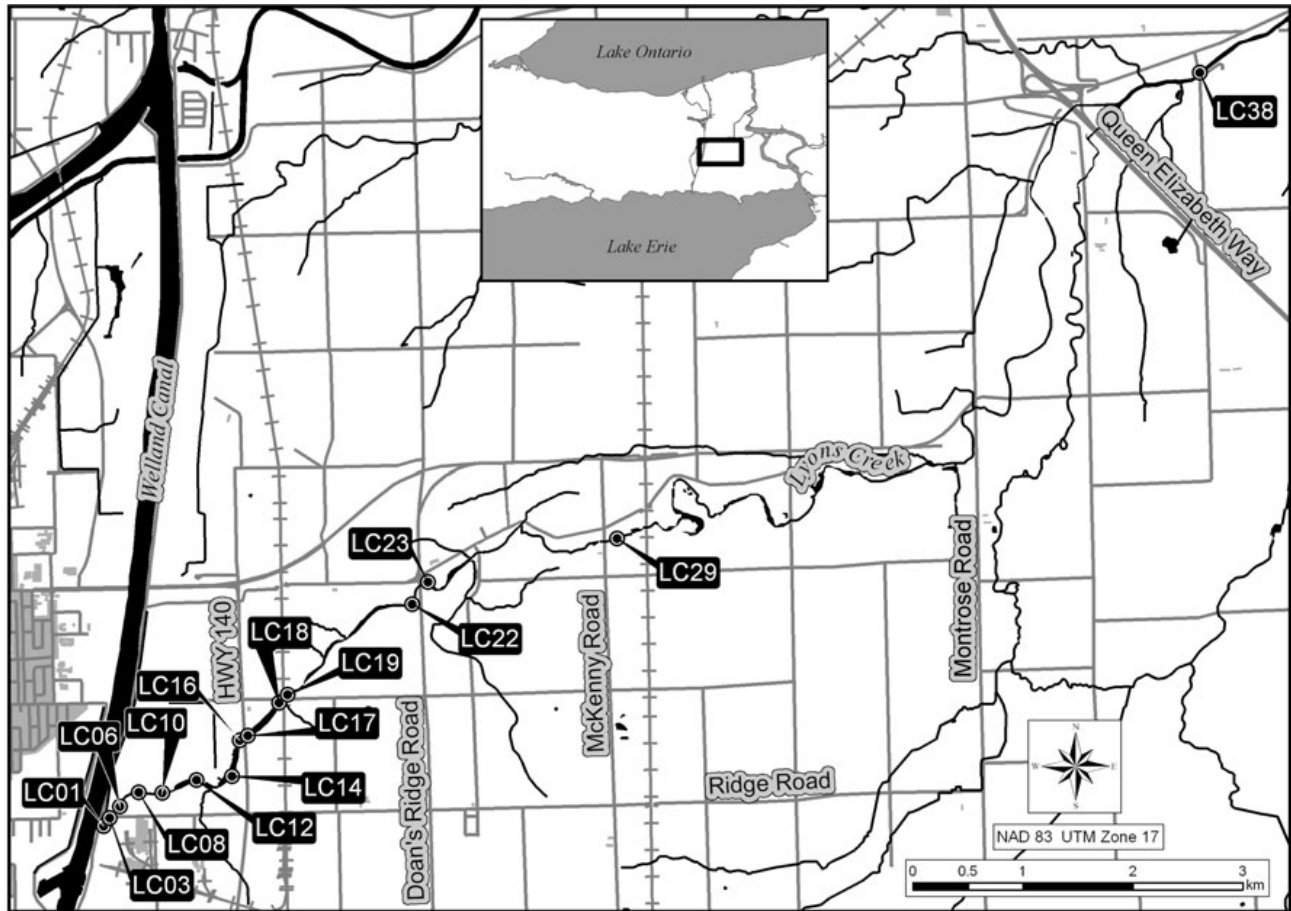 Lake Ontario
Lake Erie
LC38
Queen Elizabeth Way
Welland Canal
Lyons Creek
LC23
LC29
HWY 140
LC18
LC22
LC19
McKenny Road
Montrose Road
LC16
LC10
LC17
LC06
Doan's Ridge Road
LC14
Ridge Road
LC01
LC12
LC08
LC03
N
W
E
S
NAD 83 UTM Zone 17
0 0.5 1 2 3
km